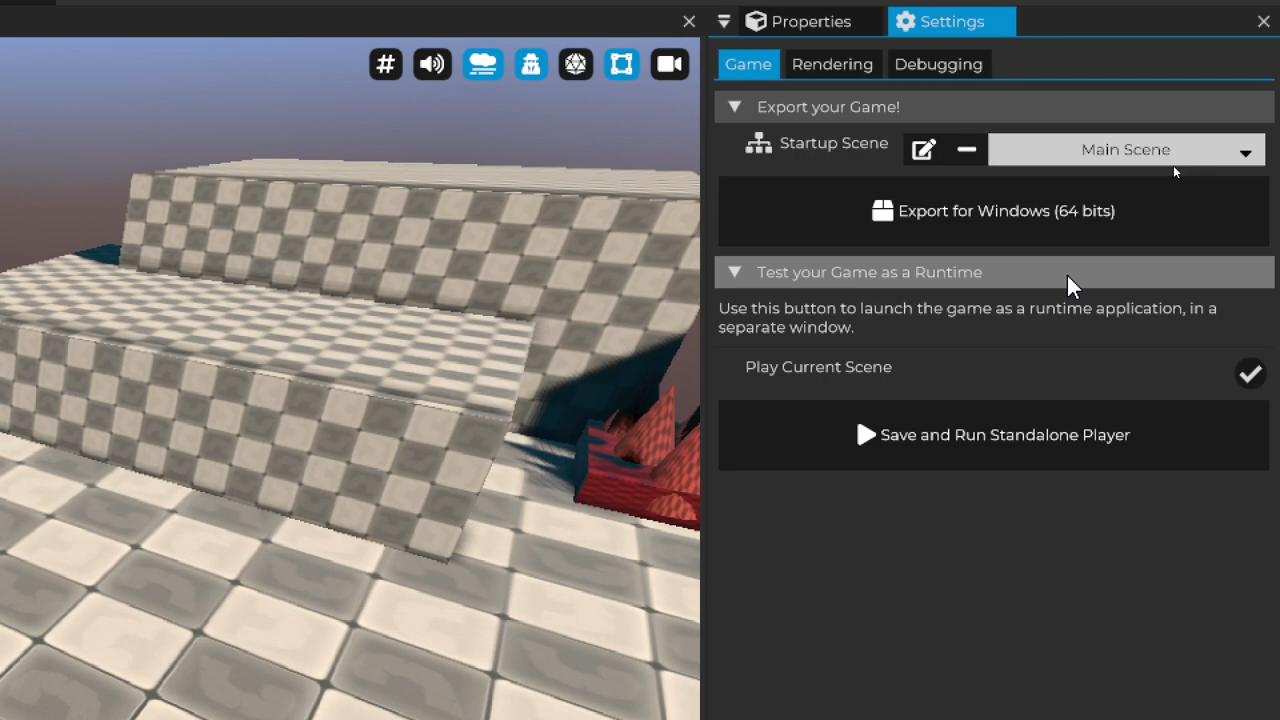 Properties
Settings
Game
Rendering
Debugging
Export your Game!
Startup Scene
Main Scene
Export for Windows (64 bits)
Test your Game as a Runtime
Use this button to launch the game as a runtime application, in a
separate window.
Play Current Scene
Save and Run Standalone Player